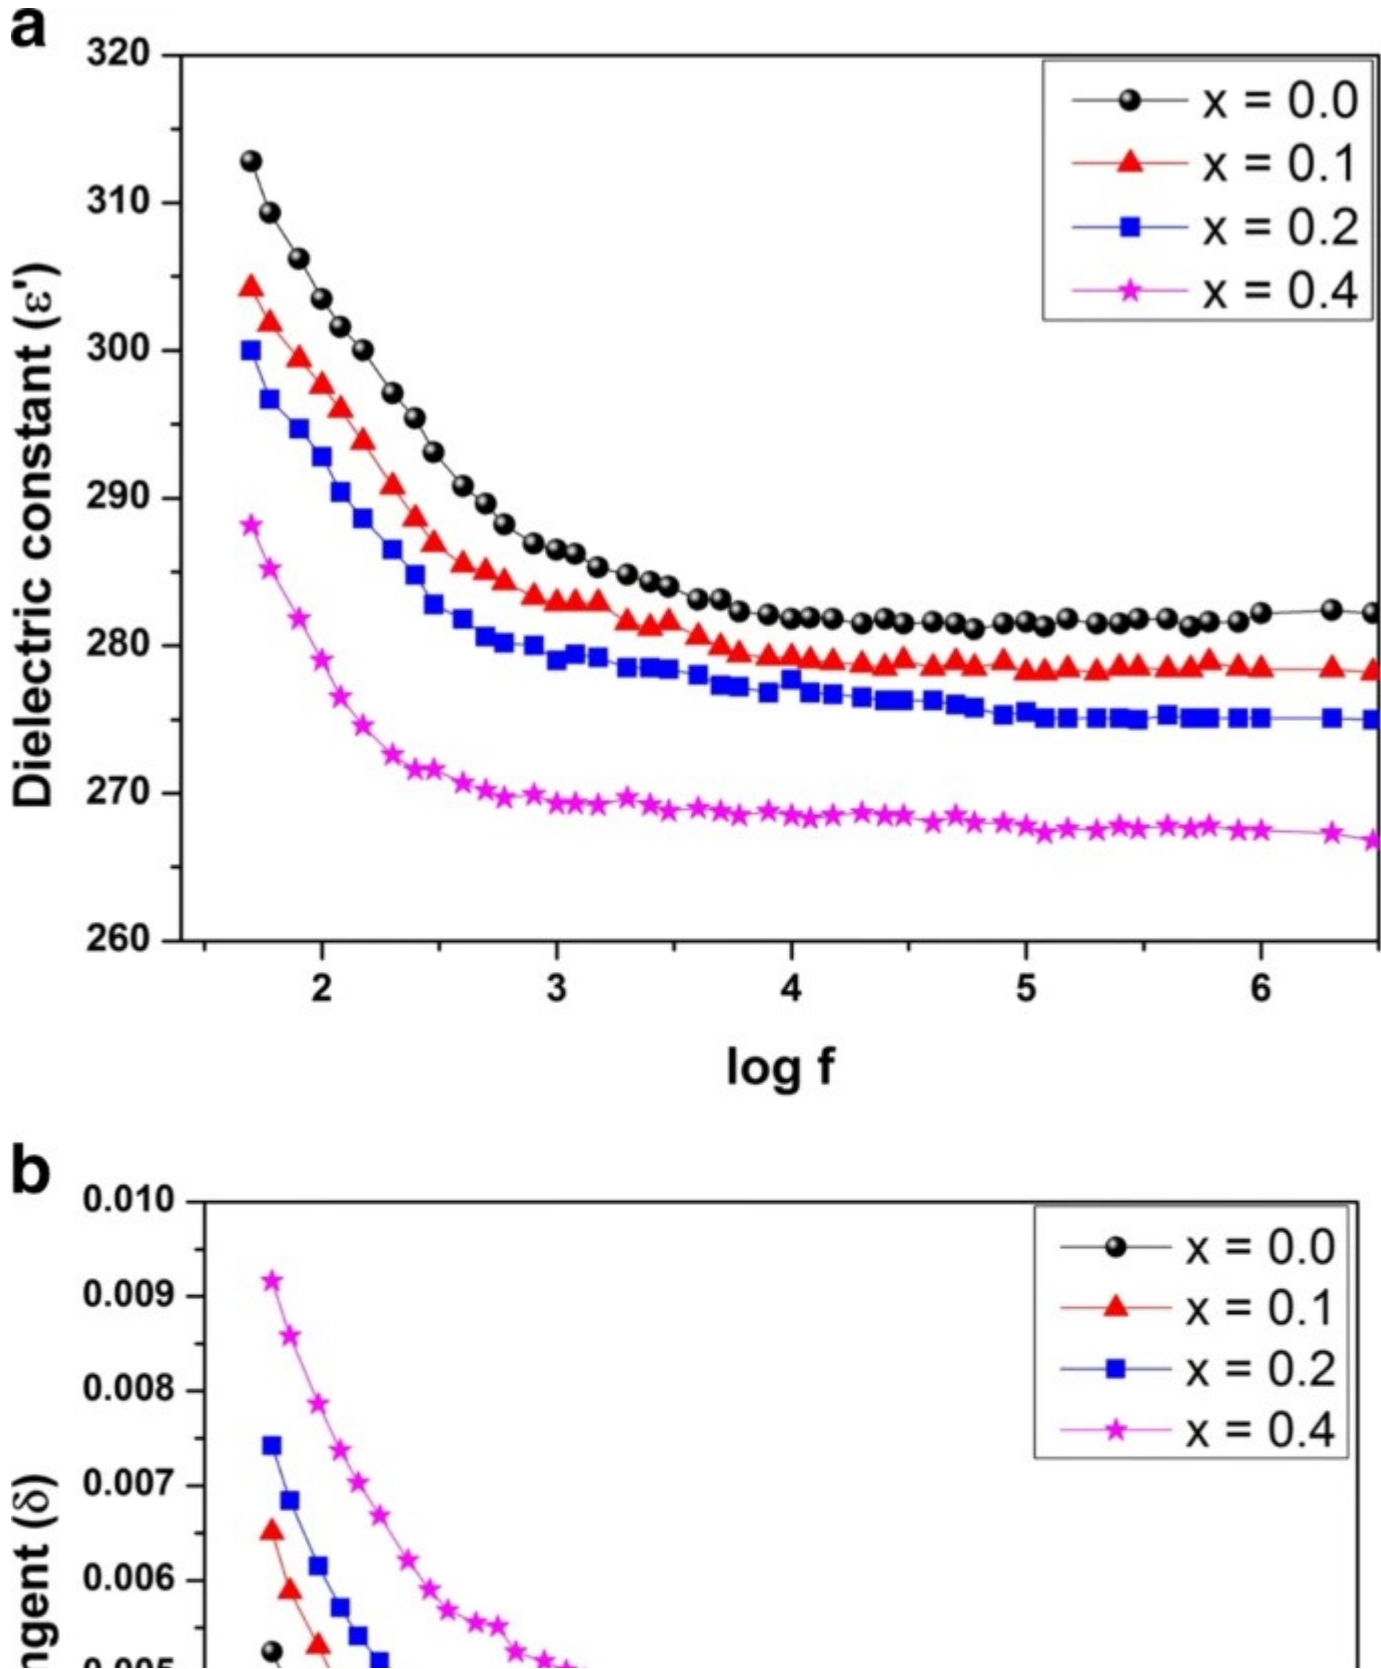 a
320
310
300
290
280
270
260
Dielectric constant (ε')
x = 0.0
x = 0.1
x = 0.2
x = 0.4
2 3 4 5 6
log f
b
0.010
0.009
0.008
0.007
0.006
ngent (δ)
x = 0.0
x = 0.1
x = 0.2
x = 0.4